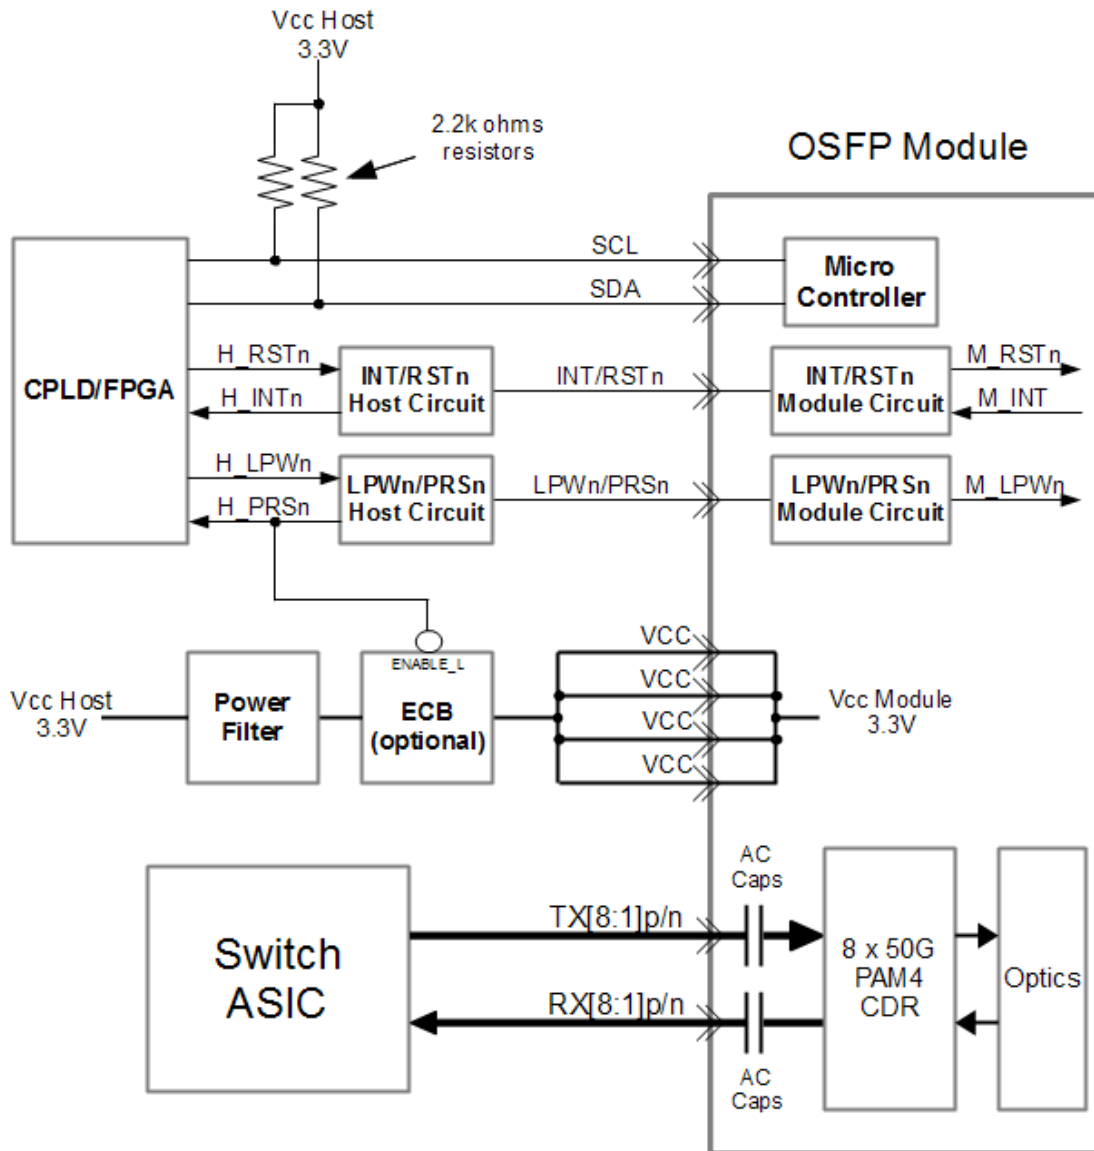 Vcc Host
3.3V
2.2k ohms
resistors
OSFP Module
SCL
SDA
Micro
Controller
CPLD/FPGA
H_RSTn
H_INTn
INT/RSTn
Host Circuit
INT/RSTn
INT/RSTn
Module Circuit
M_RSTn
M_INT
H_LPWn
H_PRSn
LPWn/PRSn
Host Circuit
LPWn/PRSn
LPWn/PRSn
Module Circuit
M_LPWn
Vcc Host
3.3V
Power
Filter
ENABLE_L
ECB
(optional)
VCC
VCC
VCC
VCC
Vcc Module
3.3V
Switch
ASIC
TX[8:1]p/n
RX[8:1]p/n
AC
Caps
AC
Caps
8 x 50G
PAM4
CDR
Optics